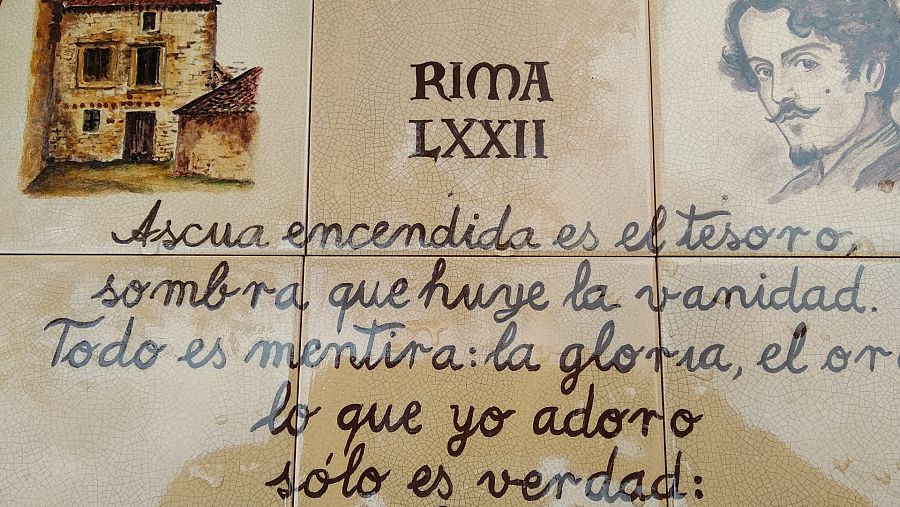 RIMA
LXXII
Ascua encendida es el tesoro,
sombra que huye la vanidad.
Todo es mentira: la gloria, el or
lo que yo adoro
sólo es verdad: